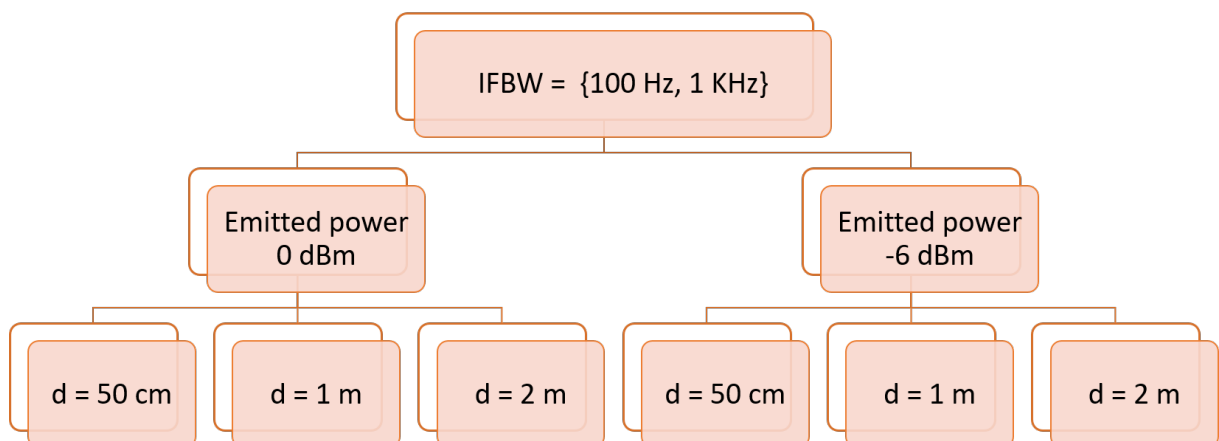 IFBW =  {100 Hz, 1 KHz}
Emitted power
0 dBm
Emitted power
-6 dBm
d = 50 cm
d = 1 m
d = 2 m
d = 50 cm
d = 1 m
d = 2 m